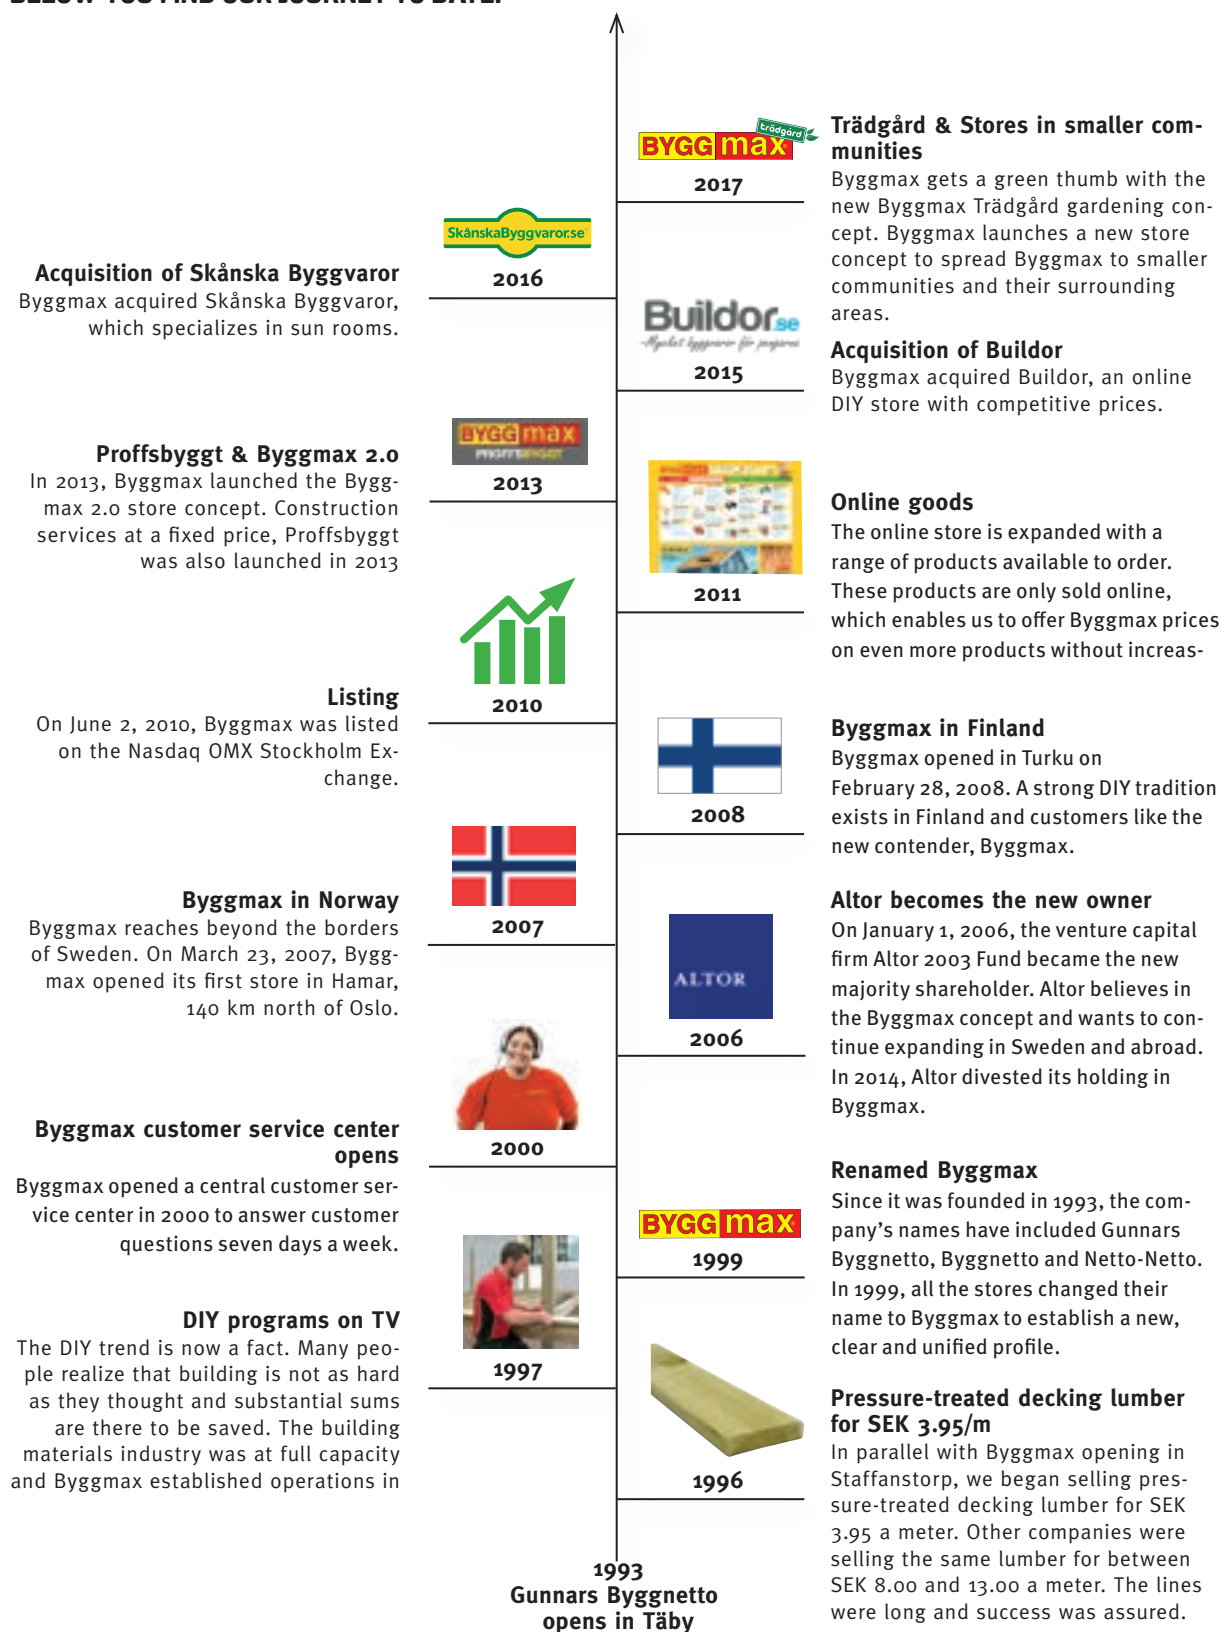 BELOW YOU FIND OUR JOURNEY TO DATE:
trädgård
BYGGmax
2017
Trädgård & Stores in smaller com-
munities
Byggmax gets a green thumb with the
new Byggmax Trädgård gardening con-
cept. Byggmax launches a new store
concept to spread Byggmax to smaller
communities and their surrounding
areas.
SkånskaByggvaror.se
2016
Acquisition of Skånska Byggvaror
Byggmax acquired Skånska Byggvaror,
which specializes in sun rooms.
Buildor.se
-Mycket byggvaror för pengarna
2015
Acquisition of Buildor
Byggmax acquired Buildor, an online
DIY store with competitive prices.
BYGGmax
PROFFSBYGGT
2013
Proffsbyggt & Byggmax 2.0
In 2013, Byggmax launched the Bygg-
max 2.0 store concept. Construction
services at a fixed price, Proffsbyggt
was also launched in 2013
2011
Online goods
The online store is expanded with a
range of products available to order.
These products are only sold online,
which enables us to offer Byggmax prices
on even more products without increas-
2010
Listing
On June 2, 2010, Byggmax was listed
on the Nasdaq OMX Stockholm Ex-
change.
2008
Byggmax in Finland
Byggmax opened in Turku on
February 28, 2008. A strong DIY tradition
exists in Finland and customers like the
new contender, Byggmax.
2007
Byggmax in Norway
Byggmax reaches beyond the borders
of Sweden. On March 23, 2007, Bygg-
max opened its first store in Hamar,
140 km north of Oslo.
ALTOR
2006
Altor becomes the new owner
On January 1, 2006, the venture capital
firm Altor 2003 Fund became the new
majority shareholder. Altor believes in
the Byggmax concept and wants to con-
tinue expanding in Sweden and abroad.
In 2014, Altor divested its holding in
Byggmax.
2000
Byggmax customer service center
opens
Byggmax opened a central customer ser-
vice center in 2000 to answer customer
questions seven days a week.
BYGGmax
1999
Renamed Byggmax
Since it was founded in 1993, the com-
pany's names have included Gunnars
Byggnetto, Byggnetto and Netto-Netto.
In 1999, all the stores changed their
name to Byggmax to establish a new,
clear and unified profile.
1997
DIY programs on TV
The DIY trend is now a fact. Many peo-
ple realize that building is not as hard
as they thought and substantial sums
are there to be saved. The building
materials industry was at full capacity
and Byggmax established operations in
1996
Pressure-treated decking lumber
for SEK 3.95/m
In parallel with Byggmax opening in
Staffanstorp, we began selling pres-
sure-treated decking lumber for SEK
3.95 a meter. Other companies were
selling the same lumber for between
SEK 8.00 and 13.00 a meter. The lines
were long and success was assured.
1993
Gunnars Byggnetto
opens in Täby